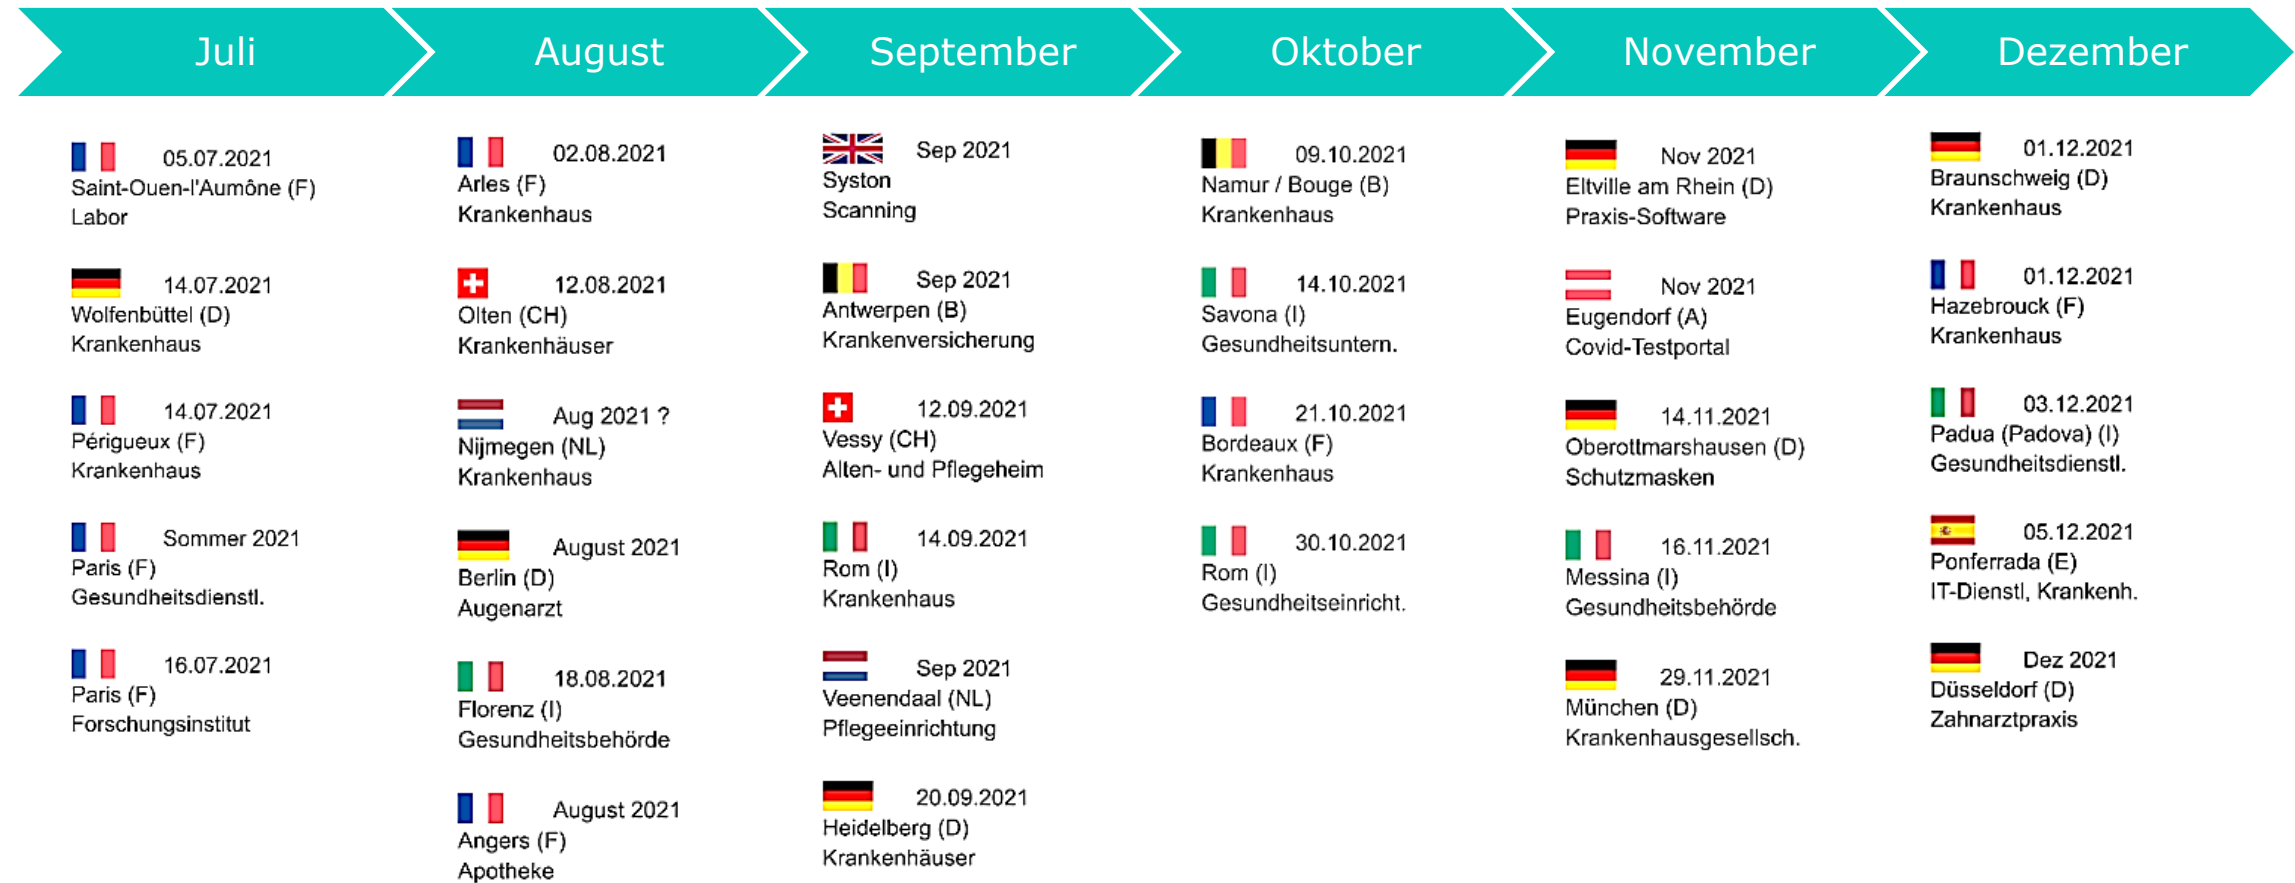 Juli
August
September
Oktober
November
Dezember
05.07.2021
Saint-Ouen-l'Aumône (F)
Labor
14.07.2021
Wolfenbüttel (D)
Krankenhaus
14.07.2021
Périgueux (F)
Krankenhaus
Sommer 2021
Paris (F)
Gesundheitsdienstl.
16.07.2021
Paris (F)
Forschungsinstitut
02.08.2021
Arles (F)
Krankenhaus
12.08.2021
Olten (CH)
Krankenhäuser
Aug 2021 ?
Nijmegen (NL)
Krankenhaus
August 2021
Berlin (D)
Augenarzt
18.08.2021
Florenz (I)
Gesundheitsbehörde
August 2021
Angers (F)
Apotheke
Sep 2021
Syston
Scanning
Sep 2021
Antwerpen (B)
Krankenversicherung
12.09.2021
Vessy (CH)
Alten- und Pflegeheim
14.09.2021
Rom (I)
Krankenhaus
Sep 2021
Veenendaal (NL)
Pflegeeinrichtung
20.09.2021
Heidelberg (D)
Krankenhäuser
09.10.2021
Namur / Bouge (B)
Krankenhaus
14.10.2021
Savona (I)
Gesundheitsuntern.
21.10.2021
Bordeaux (F)
Krankenhaus
30.10.2021
Rom (I)
Gesundheitseinricht.
Nov 2021
Eltville am Rhein (D)
Praxis-Software
Nov 2021
Eugendorf (A)
Covid-Testportal
14.11.2021
Oberottmarshausen (D)
Schutzmasken
16.11.2021
Messina (I)
Gesundheitsbehörde
29.11.2021
München (D)
Krankenhausgesellsch.
01.12.2021
Braunschweig (D)
Krankenhaus
01.12.2021
Hazebrouck (F)
Krankenhaus
03.12.2021
Padua (Padova) (I)
Gesundheitsdienstl.
05.12.2021
Ponferrada (E)
IT-Dienstl, Krankenh.
Dez 2021
Düsseldorf (D)
Zahnarztpraxis